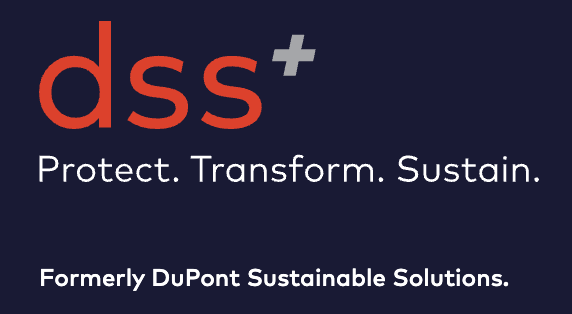 dss+
Protect. Transform. Sustain.
Formerly DuPont Sustainable Solutions.